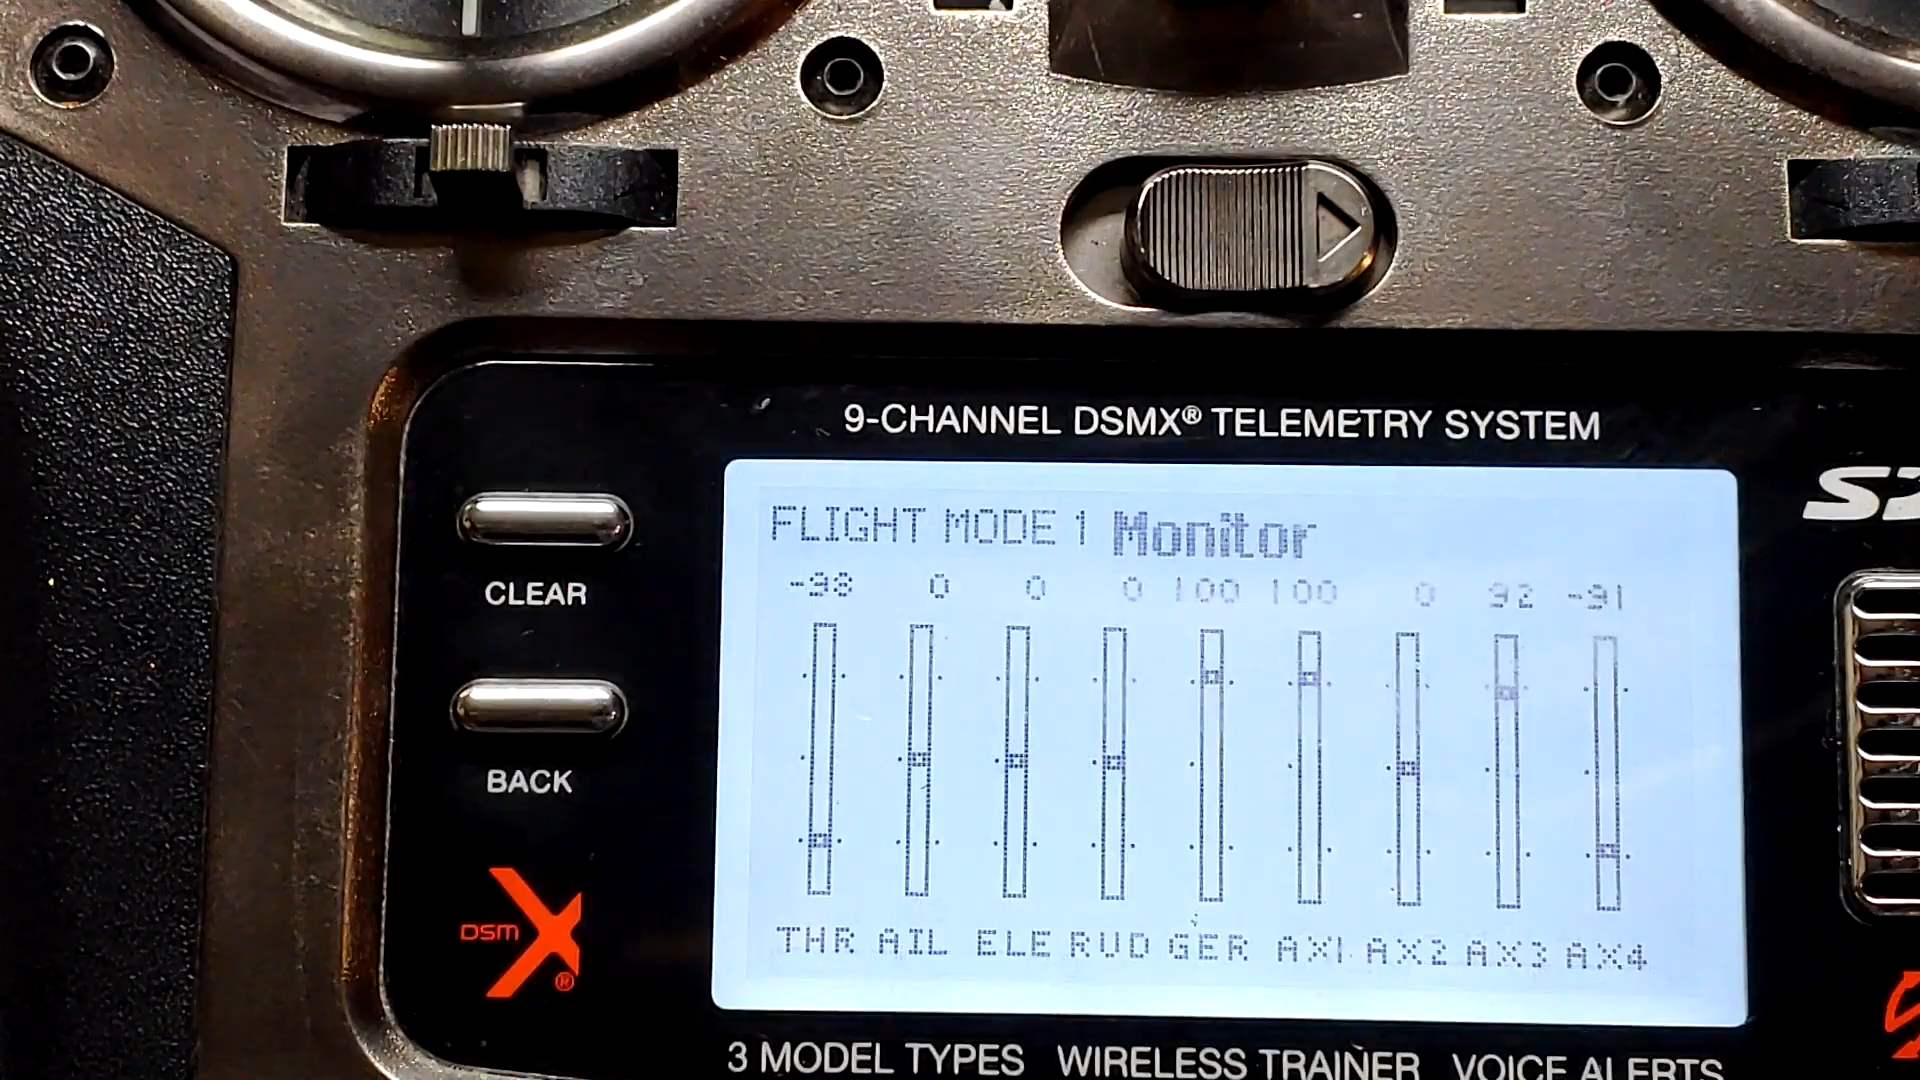 9-CHANNEL DSMX® TELEMETRY SYSTEM
FLIGHT MODE 1 Monitor
-98 0 0 0 100 100 0 92 -91
CLEAR
BACK
THR AIL ELE RUD GER AX1 AX2 AX3 AX4
DSM X®
3 MODEL TYPES WIRELESS TRAINER VOICE ALERTS